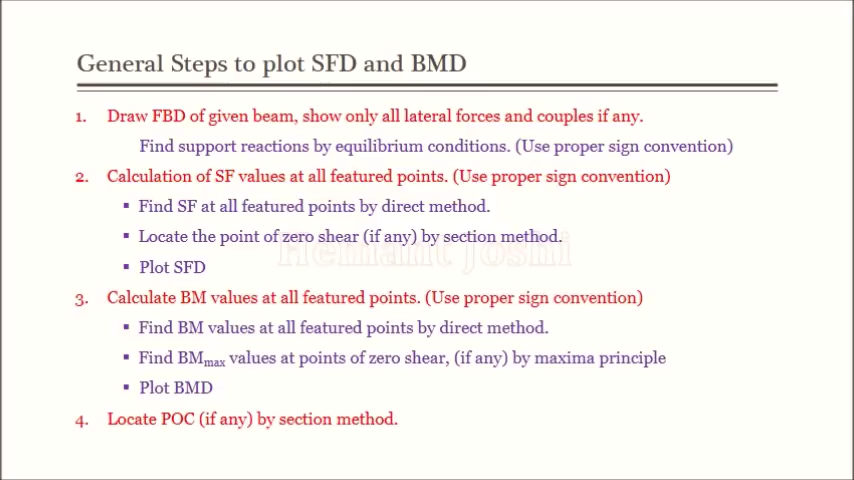 General Steps to plot SFD and BMD
1. Draw FBD of given beam, show only all lateral forces and couples if any.
Find support reactions by equilibrium conditions. (Use proper sign convention)
2. Calculation of SF values at all featured points. (Use proper sign convention)
▪ Find SF at all featured points by direct method.
▪ Locate the point of zero shear (if any) by section method.
Hemant Joshi
▪ Plot SFD
3. Calculate BM values at all featured points. (Use proper sign convention)
▪ Find BM values at all featured points by direct method.
▪ Find BMmax values at points of zero shear, (if any) by maxima principle
▪ Plot BMD
4. Locate POC (if any) by section method.